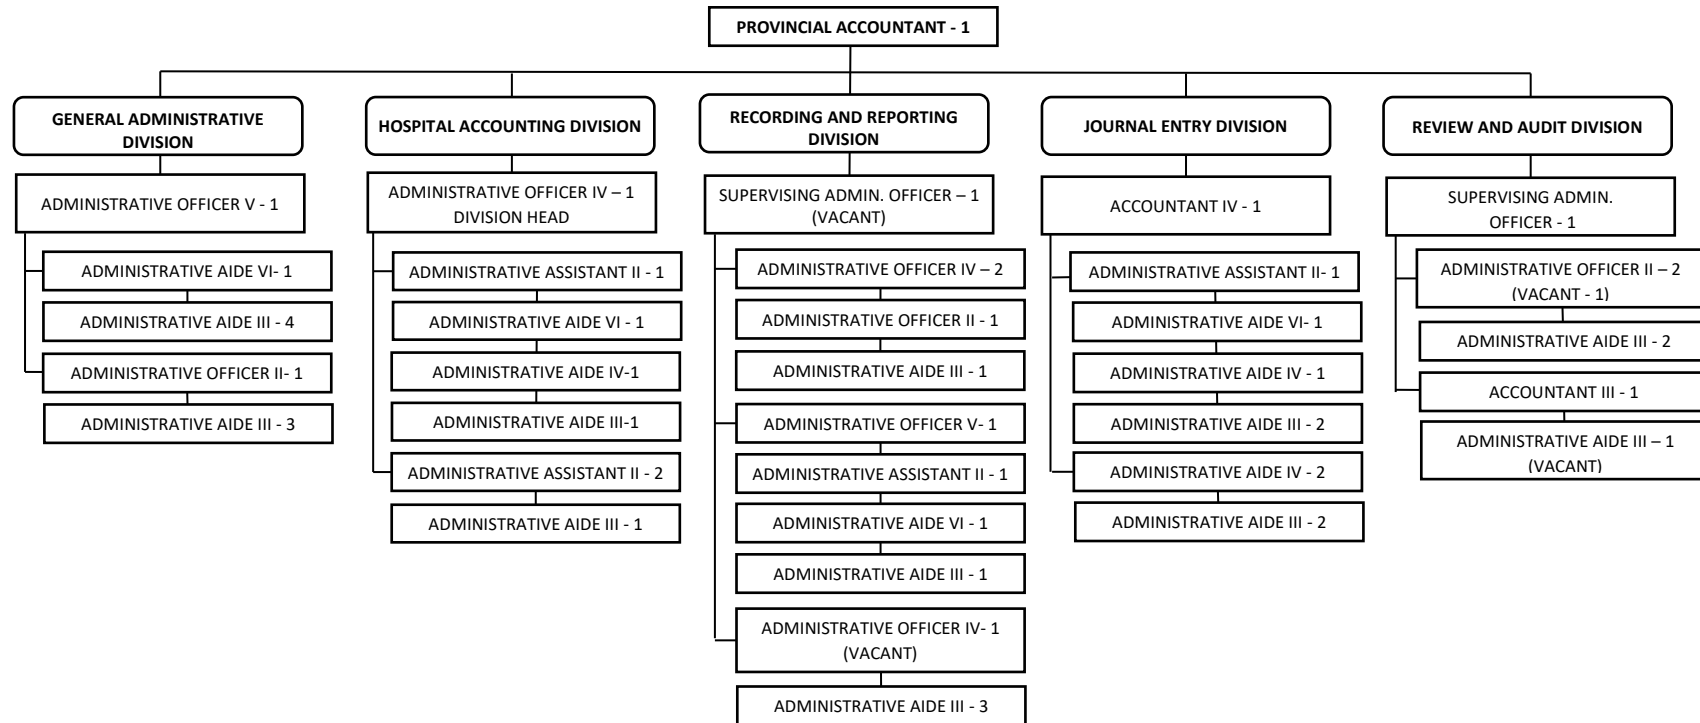 PROVINCIAL ACCOUNTANT - 1
GENERAL ADMINISTRATIVE
DIVISION
ADMINISTRATIVE OFFICER V - 1
ADMINISTRATIVE AIDE VI- 1
ADMINISTRATIVE AIDE III - 4
ADMINISTRATIVE OFFICER II- 1
ADMINISTRATIVE AIDE III - 3
HOSPITAL ACCOUNTING DIVISION
ADMINISTRATIVE OFFICER IV – 1
DIVISION HEAD
ADMINISTRATIVE ASSISTANT II - 1
ADMINISTRATIVE AIDE VI - 1
ADMINISTRATIVE AIDE IV-1
ADMINISTRATIVE AIDE III-1
ADMINISTRATIVE ASSISTANT II - 2
ADMINISTRATIVE AIDE III - 1
RECORDING AND REPORTING
DIVISION
SUPERVISING ADMIN. OFFICER – 1
(VACANT)
ADMINISTRATIVE OFFICER IV – 2
ADMINISTRATIVE OFFICER II - 1
ADMINISTRATIVE AIDE III - 1
ADMINISTRATIVE OFFICER V- 1
ADMINISTRATIVE ASSISTANT II - 1
ADMINISTRATIVE AIDE VI - 1
ADMINISTRATIVE AIDE III - 1
ADMINISTRATIVE OFFICER IV- 1
(VACANT)
ADMINISTRATIVE AIDE III - 3
JOURNAL ENTRY DIVISION
ACCOUNTANT IV - 1
ADMINISTRATIVE ASSISTANT II- 1
ADMINISTRATIVE AIDE VI- 1
ADMINISTRATIVE AIDE IV - 1
ADMINISTRATIVE AIDE III - 2
ADMINISTRATIVE AIDE IV - 2
ADMINISTRATIVE AIDE III - 2
REVIEW AND AUDIT DIVISION
SUPERVISING ADMIN.
OFFICER - 1
ADMINISTRATIVE OFFICER II – 2
(VACANT - 1)
ADMINISTRATIVE AIDE III - 2
ACCOUNTANT III - 1
ADMINISTRATIVE AIDE III – 1
(VACANT)